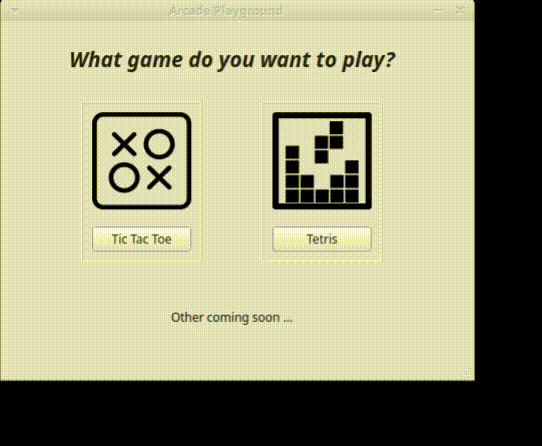 Arcade Playground
What game do you want to play?
Tic Tac Toe
Tetris
Other coming soon ...